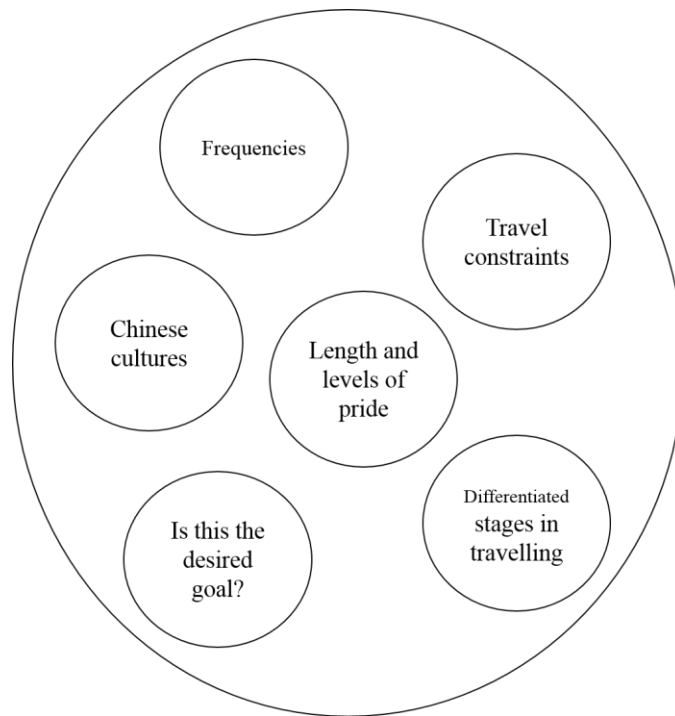 Frequencies
Travel
constraints
Chinese
cultures
Length and
levels of
pride
Differentiated
stages in
travelling
Is this the
desired
goal?